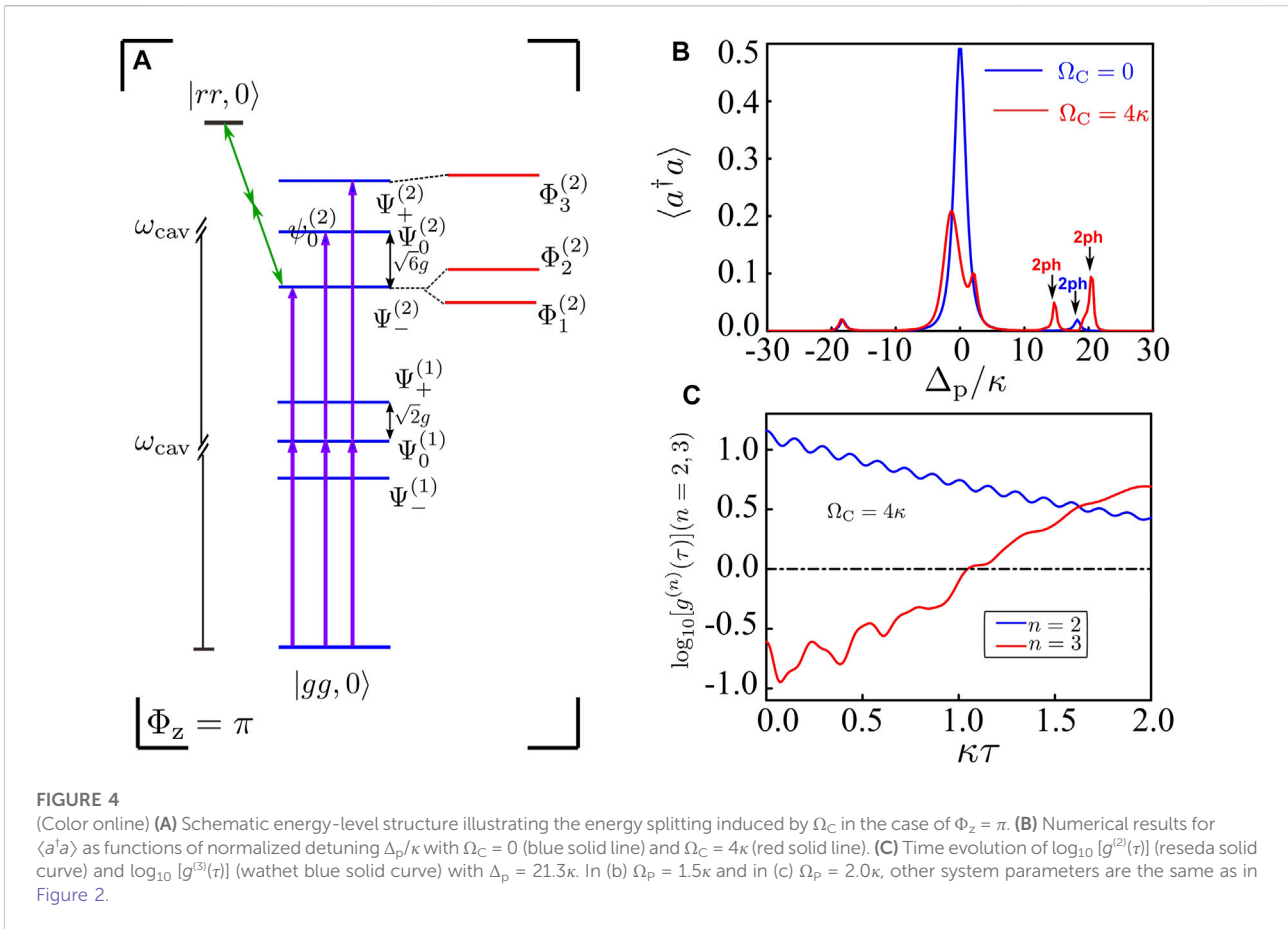 A
|rr, 0⟩
ω_cav
ω_cav
ψ_0^(2)
Ψ_+^(2)
Ψ_0^(2)
√6g
Ψ_-^(2)
Φ_3^(2)
Φ_2^(2)
Φ_1^(2)
Ψ_+^(1)
√2g
Ψ_0^(1)
Ψ_-^(1)
|gg, 0⟩
Φ_z = π
B
⟨a†a⟩
0.5
0.4
0.3
0.2
0.1
0.0
Ω_C = 0
Ω_C = 4κ
2ph
2ph
2ph
-30 -20 -10 0 10 20 30
Δ_p/κ
C
log₁₀[g^(n)(τ)](n = 2, 3)
1.0
0.5
0.0
-0.5
-1.0
Ω_C = 4κ
n = 2
n = 3
0.0 0.5 1.0 1.5 2.0
κτ
FIGURE 4
(Color online) (A) Schematic energy-level structure illustrating the energy splitting induced by Ω_C in the case of Φ_z = π. (B) Numerical results for
⟨a†a⟩ as functions of normalized detuning Δ_p/κ with Ω_C = 0 (blue solid line) and Ω_C = 4κ (red solid line). (C) Time evolution of log₁₀ [g^(2)(τ)] (reseda solid
curve) and log₁₀ [g^(3)(τ)] (wathet blue solid curve) with Δ_p = 21.3κ. In (b) Ω_P = 1.5κ and in (c) Ω_P = 2.0κ, other system parameters are the same as in
Figure 2.